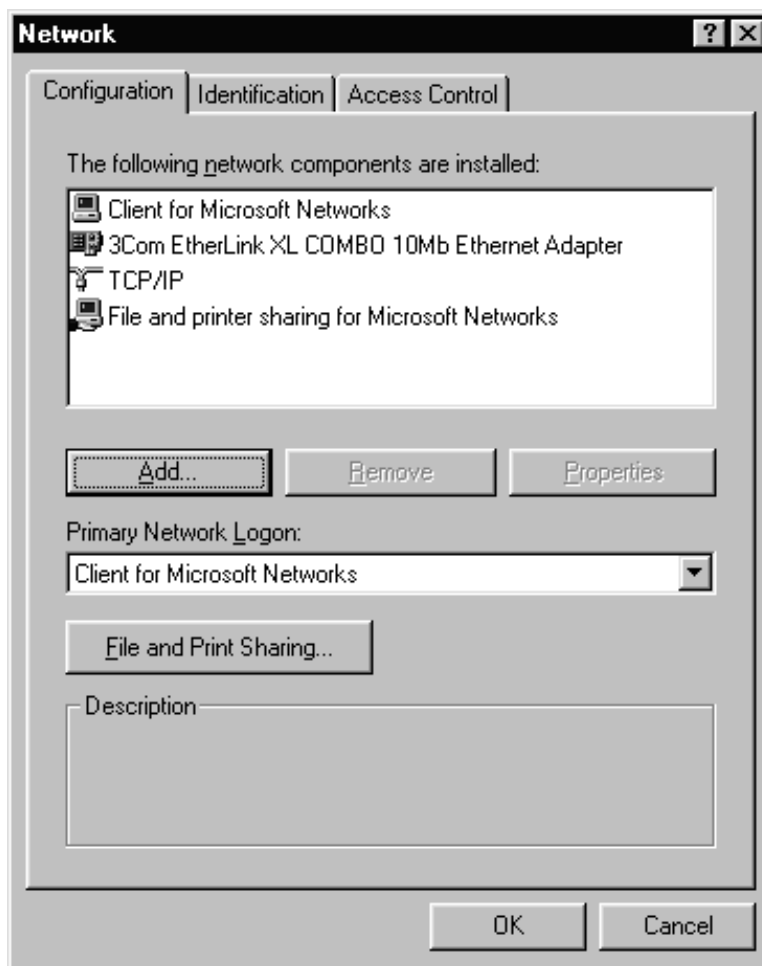 Network
Configuration Identification Access Control
The following network components are installed:
Client for Microsoft Networks
3Com EtherLink XL COMBO 10Mb Ethernet Adapter
TCP/IP
File and printer sharing for Microsoft Networks
Add... Remove Properties
Primary Network Logon:
Client for Microsoft Networks
File and Print Sharing...
Description
OK Cancel